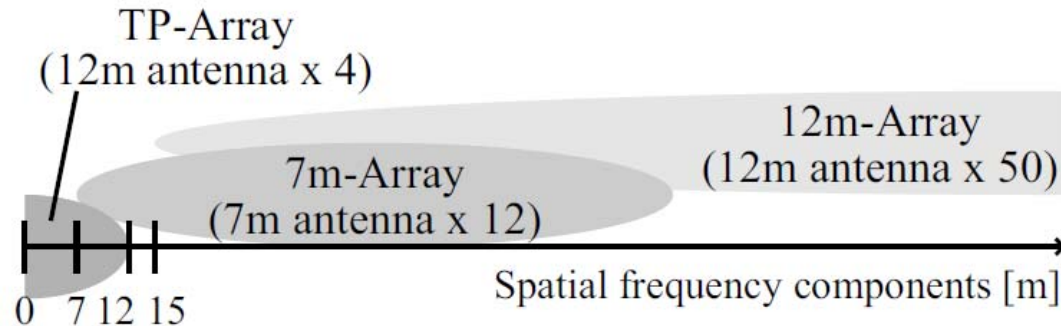 TP-Array
(12m antenna x 4)
12m-Array
(12m antenna x 50)
7m-Array
(7m antenna x 12)
0 7 12 15
Spatial frequency components [m]